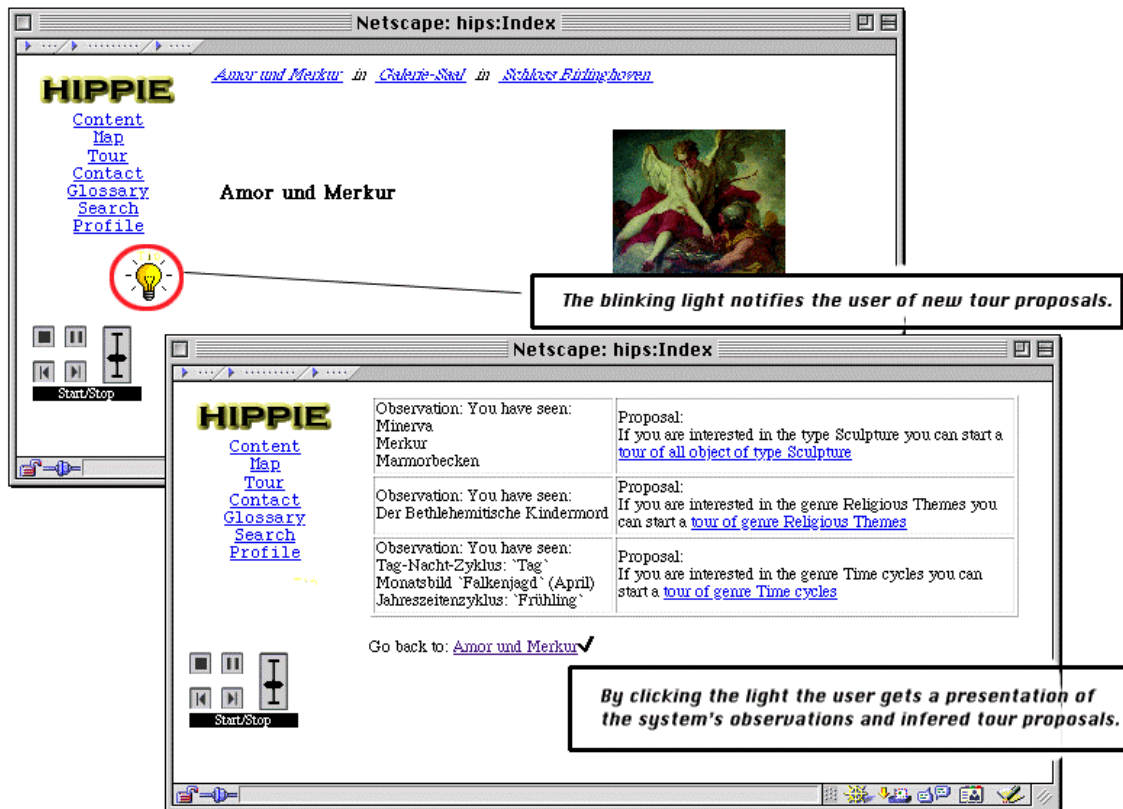 Netscape: hips:Index
Amor und Merkur in Galerie-Saal in Schloss Birlinghoven
HIPPIE
Content
Map
Tour
Contact
Glossary
Search
Profile
Amor und Merkur
The blinking light notifies the user of new tour proposals.
Start/Stop
Netscape: hips:Index
HIPPIE
Content
Map
Tour
Contact
Glossary
Search
Profile
Observation: You have seen:
Minerva
Merkur
Marmorbecken
Proposal:
If you are interested in the type Sculpture you can start a
tour of all object of type Sculpture
Observation: You have seen:
Der Bethlehemitische Kindermord
Proposal:
If you are interested in the genre Religious Themes you
can start a tour of genre Religious Themes
Observation: You have seen:
Tag-Nacht-Zyklus: `Tag`
Monatsbild `Falkenjagd` (April)
Jahreszeitenzyklus: `Frühling`
Proposal:
If you are interested in the genre Time cycles you can
start a tour of genre Time cycles
Go back to: Amor und Merkur
Start/Stop
By clicking the light the user gets a presentation of
the system's observations and infered tour proposals.